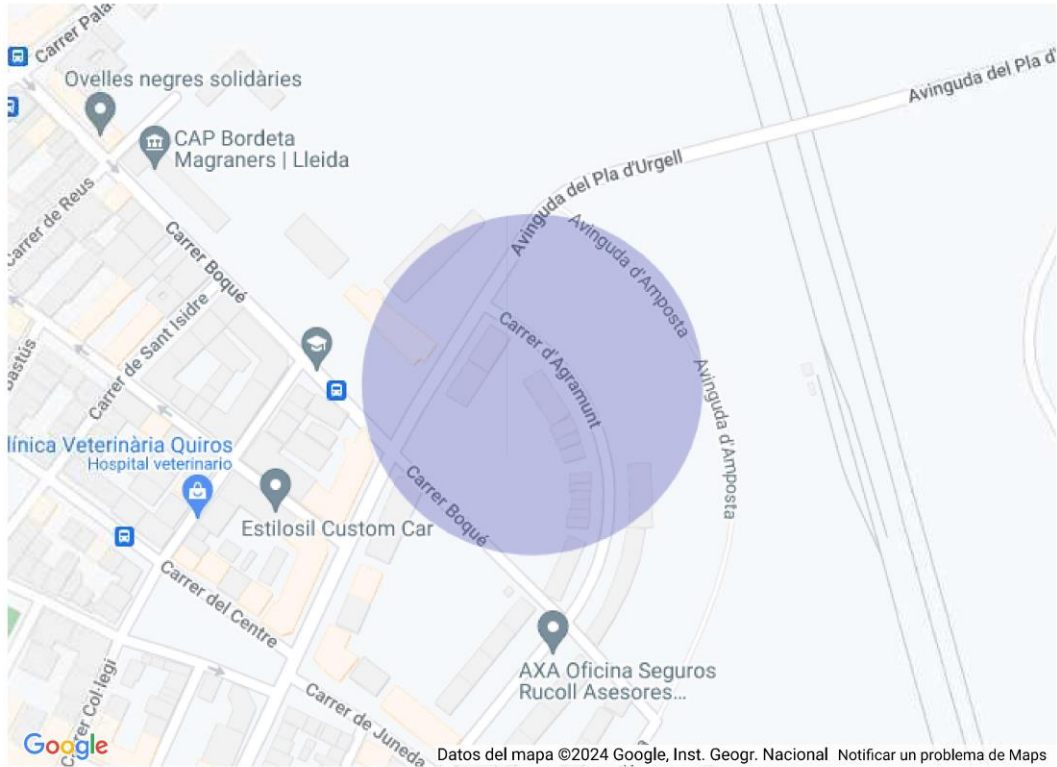 Carrer Pala
Ovelles negres solidàries
CAP Bordeta
Magraners | Lleida
Carrer de Reus
Carrer Boqué
Carrer de Sant Isidre
Bastús
Avinguda del Pla d'Urgell
Avinguda del Pla d'
Avinguda d'Amposta
Carrer d'Agramunt
Avinguda d'Amposta
línica Veterinària Quiros
Hospital veterinario
Estilosil Custom Car
Carrer Boqué
Carrer del Centre
AXA Oficina Seguros
Rucoll Asesores...
Carrer Col·legi
Carrer de Juneda
Google
Datos del mapa ©2024 Google, Inst. Geogr. Nacional Notificar un problema de Maps